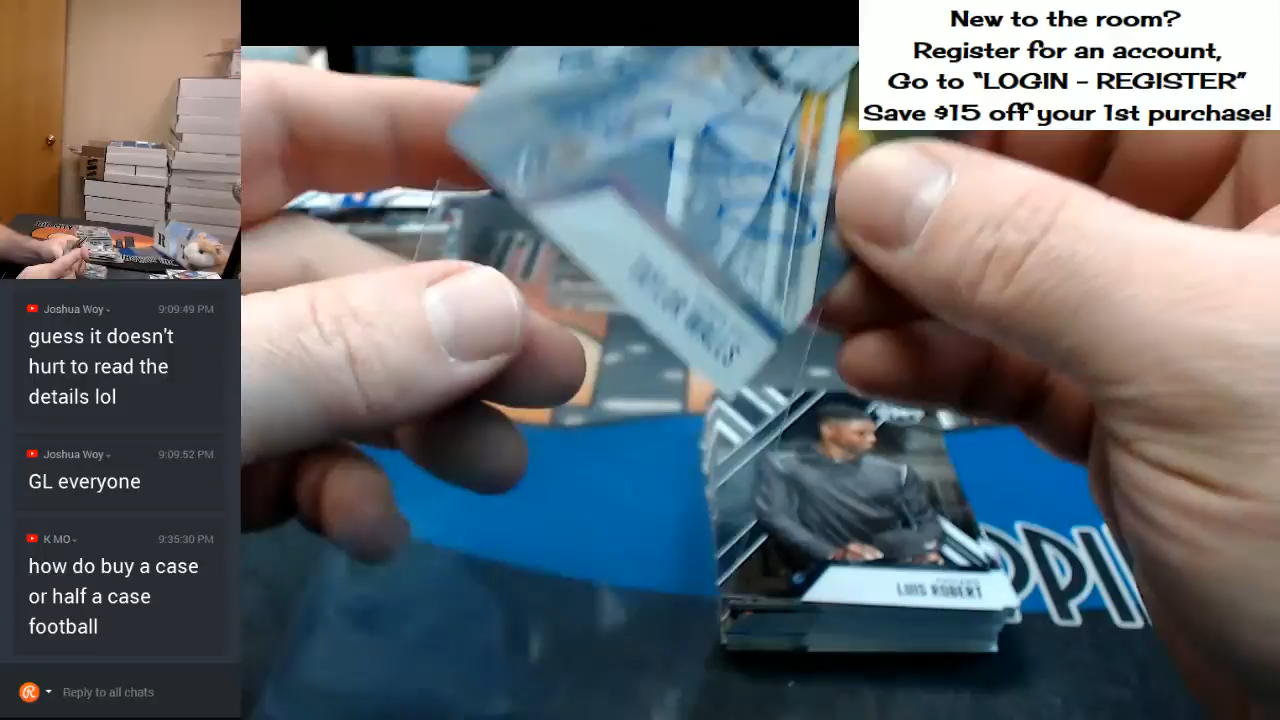 New to the room?
Register for an account,
Go to “LOGIN - REGISTER”
Save $15 off your 1st purchase!
Joshua Woy
9:09:49 PM
guess it doesn't
hurt to read the
details lol
Joshua Woy
9:09:52 PM
GL everyone
K MO
9:35:30 PM
how do buy a case
or half a case
football
Reply to all chats
LUIS ROBERT